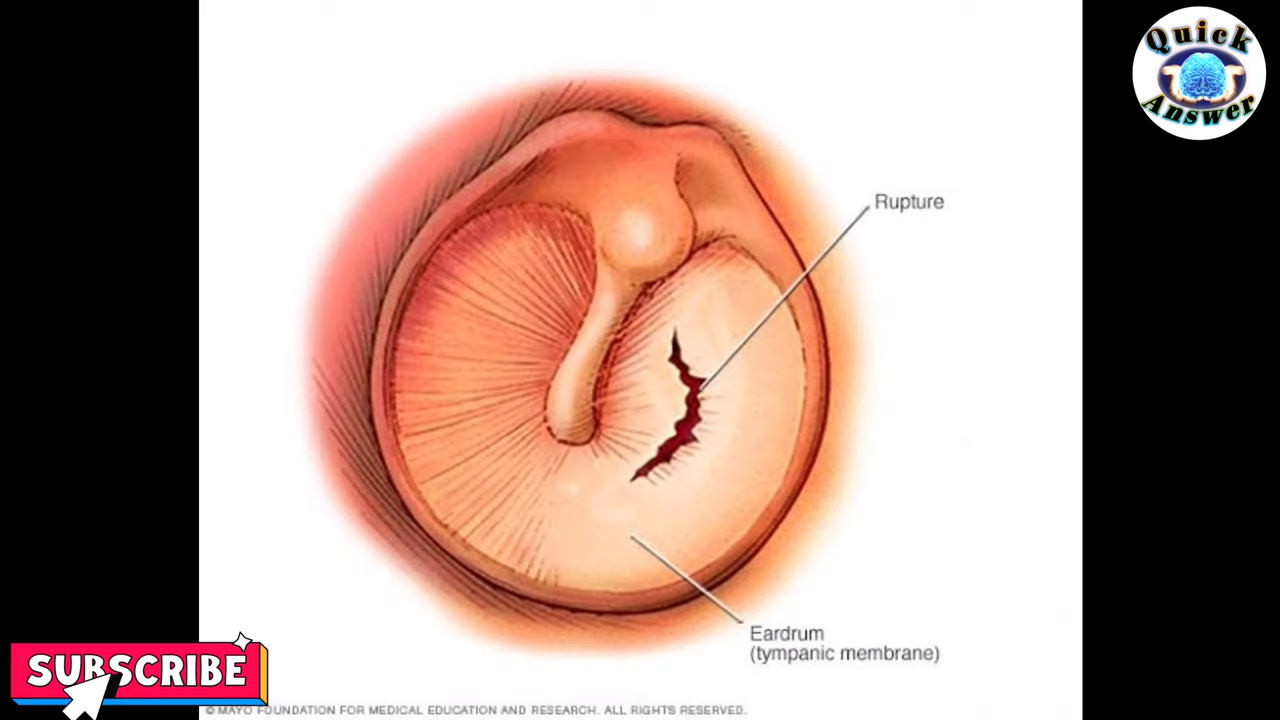 Quick
Answer
Rupture
Eardrum
(tympanic membrane)
SUBSCRIBE
© MAYO FOUNDATION FOR MEDICAL EDUCATION AND RESEARCH. ALL RIGHTS RESERVED.